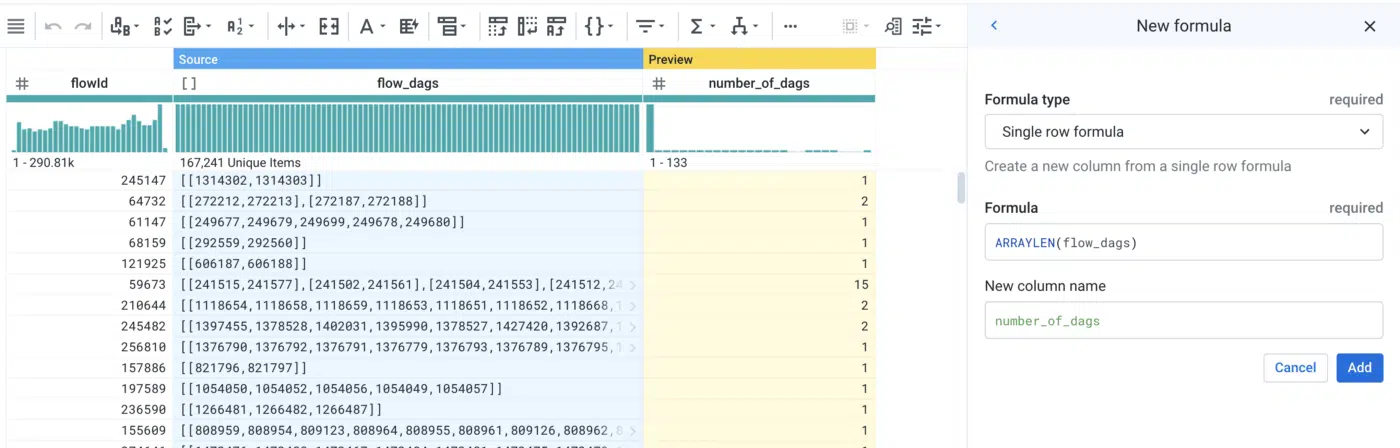 New formula
Source
Preview
# flowId
[ ] flow_dags
# number_of_dags
1 - 290.81k
167,241 Unique Items
1 - 133
245147 [[1314302,1314303]] 1
64732 [[272212,272213],[272187,272188]] 2
61147 [[249677,249679,249699,249678,249680]] 1
68159 [[292559,292560]] 1
121925 [[606187,606188]] 1
59673 [[241515,241577],[241502,241561],[241504,241553],[241512,24 15
210644 [[1118654,1118658,1118659,1118653,1118651,1118652,1118668,1 2
245482 [[1397455,1378528,1402031,1395990,1378527,1427420,1392687,1 2
256810 [[1376790,1376792,1376791,1376779,1376793,1376789,1376795,1 1
157886 [[821796,821797]] 1
197589 [[1054050,1054052,1054056,1054049,1054057]] 1
236590 [[1266481,1266482,1266487]] 1
155609 [[808959,808954,809123,808964,808955,808961,809126,808962,8 1
Formula type required
Single row formula
Create a new column from a single row formula
Formula required
ARRAYLEN(flow_dags)
New column name
number_of_dags
Cancel
Add